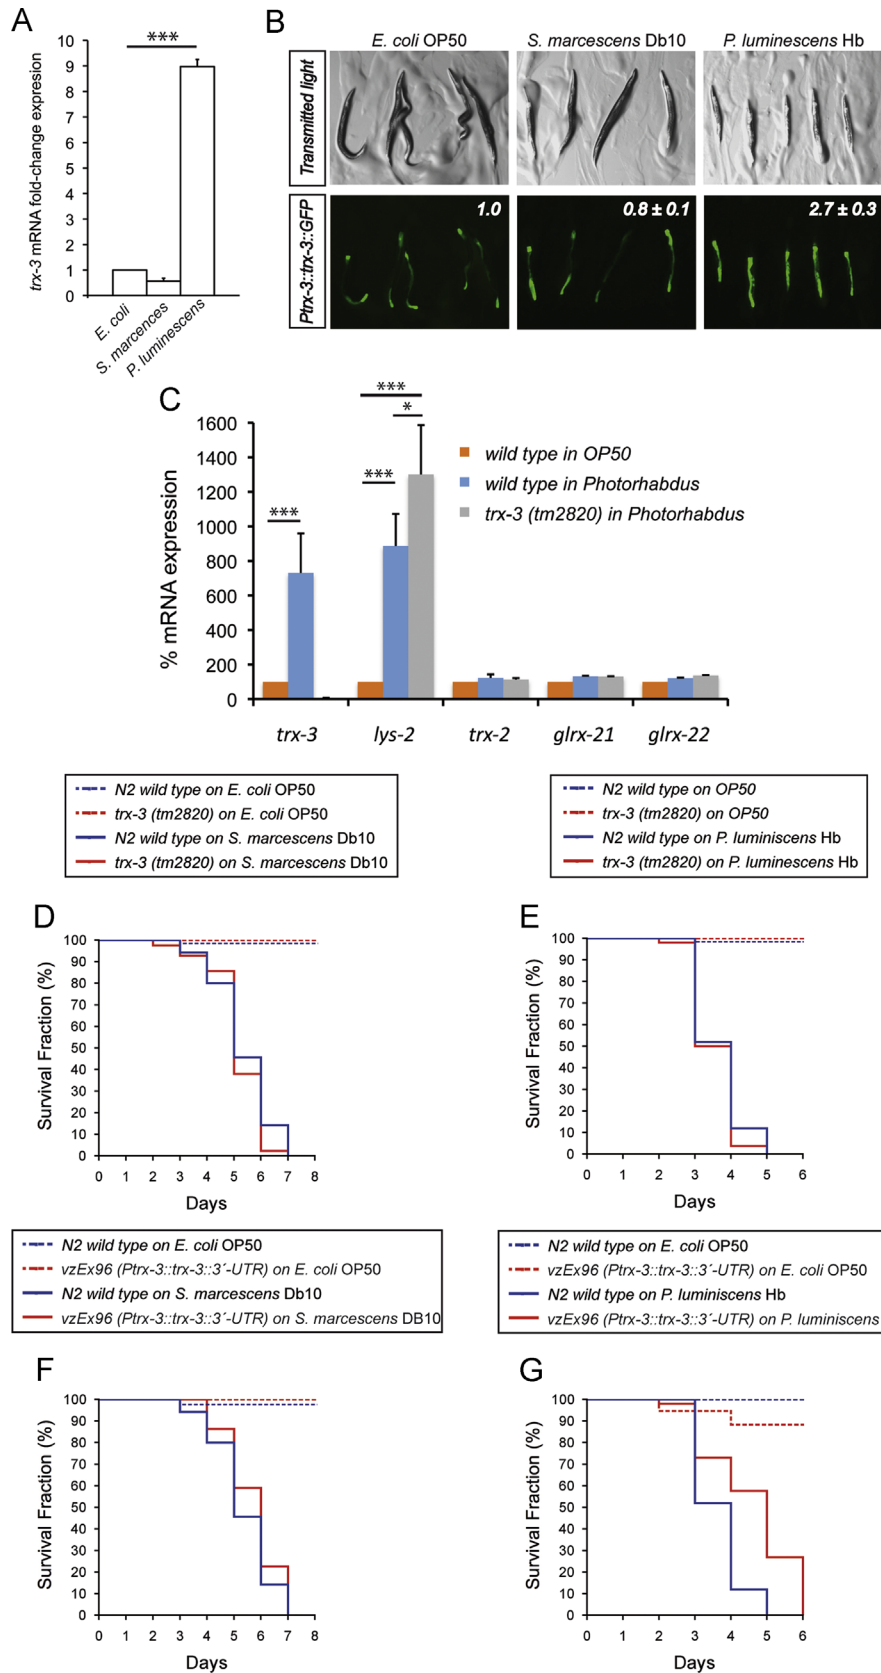 A
trx-3 mRNA fold-change expresion
10
9
8
7
6
5
4
3
2
1
0
***
E. coli
S. marcences
P. luminescens
B
E. coli OP50
S. marcescens Db10
P. luminescens Hb
Transmitted light
Ptrx-3::trx-3::GFP
1.0
0.8 ± 0.1
2.7 ± 0.3
C
% mRNA expression
1600
1400
1200
1000
800
600
400
200
0
***
***
***
*
wild type in OP50
wild type in Photorhabdus
trx-3 (tm2820) in Photorhabdus
trx-3
lys-2
trx-2
glrx-21
glrx-22
N2 wild type on E. coli OP50
trx-3 (tm2820) on E. coli OP50
N2 wild type on S. marcescens Db10
trx-3 (tm2820) on S. marcescens Db10
N2 wild type on OP50
trx-3 (tm2820) on OP50
N2 wild type on P. luminiscens Hb
trx-3 (tm2820) on P. luminescens Hb
D
Survival Fraction (%)
100
90
80
70
60
50
40
30
20
10
0
0 1 2 3 4 5 6 7 8
Days
E
Survival Fraction (%)
100
90
80
70
60
50
40
30
20
10
0
0 1 2 3 4 5 6
Days
N2 wild type on E. coli OP50
vzEx96 (Ptrx-3::trx-3::3´-UTR) on E. coli OP50
N2 wild type on S. marcescens Db10
vzEx96 (Ptrx-3::trx-3::3´-UTR) on S. marcescens DB10
N2 wild type on E. coli OP50
vzEx96 (Ptrx-3::trx-3::3´-UTR) on E. coli OP50
N2 wild type on P. luminiscens Hb
vzEx96 (Ptrx-3::trx-3::3´-UTR) on P. luminiscens
F
Survival Fraction (%)
100
90
80
70
60
50
40
30
20
10
0
0 1 2 3 4 5 6 7 8
Days
G
Survival Fraction (%)
100
90
80
70
60
50
40
30
20
10
0
0 1 2 3 4 5 6
Days